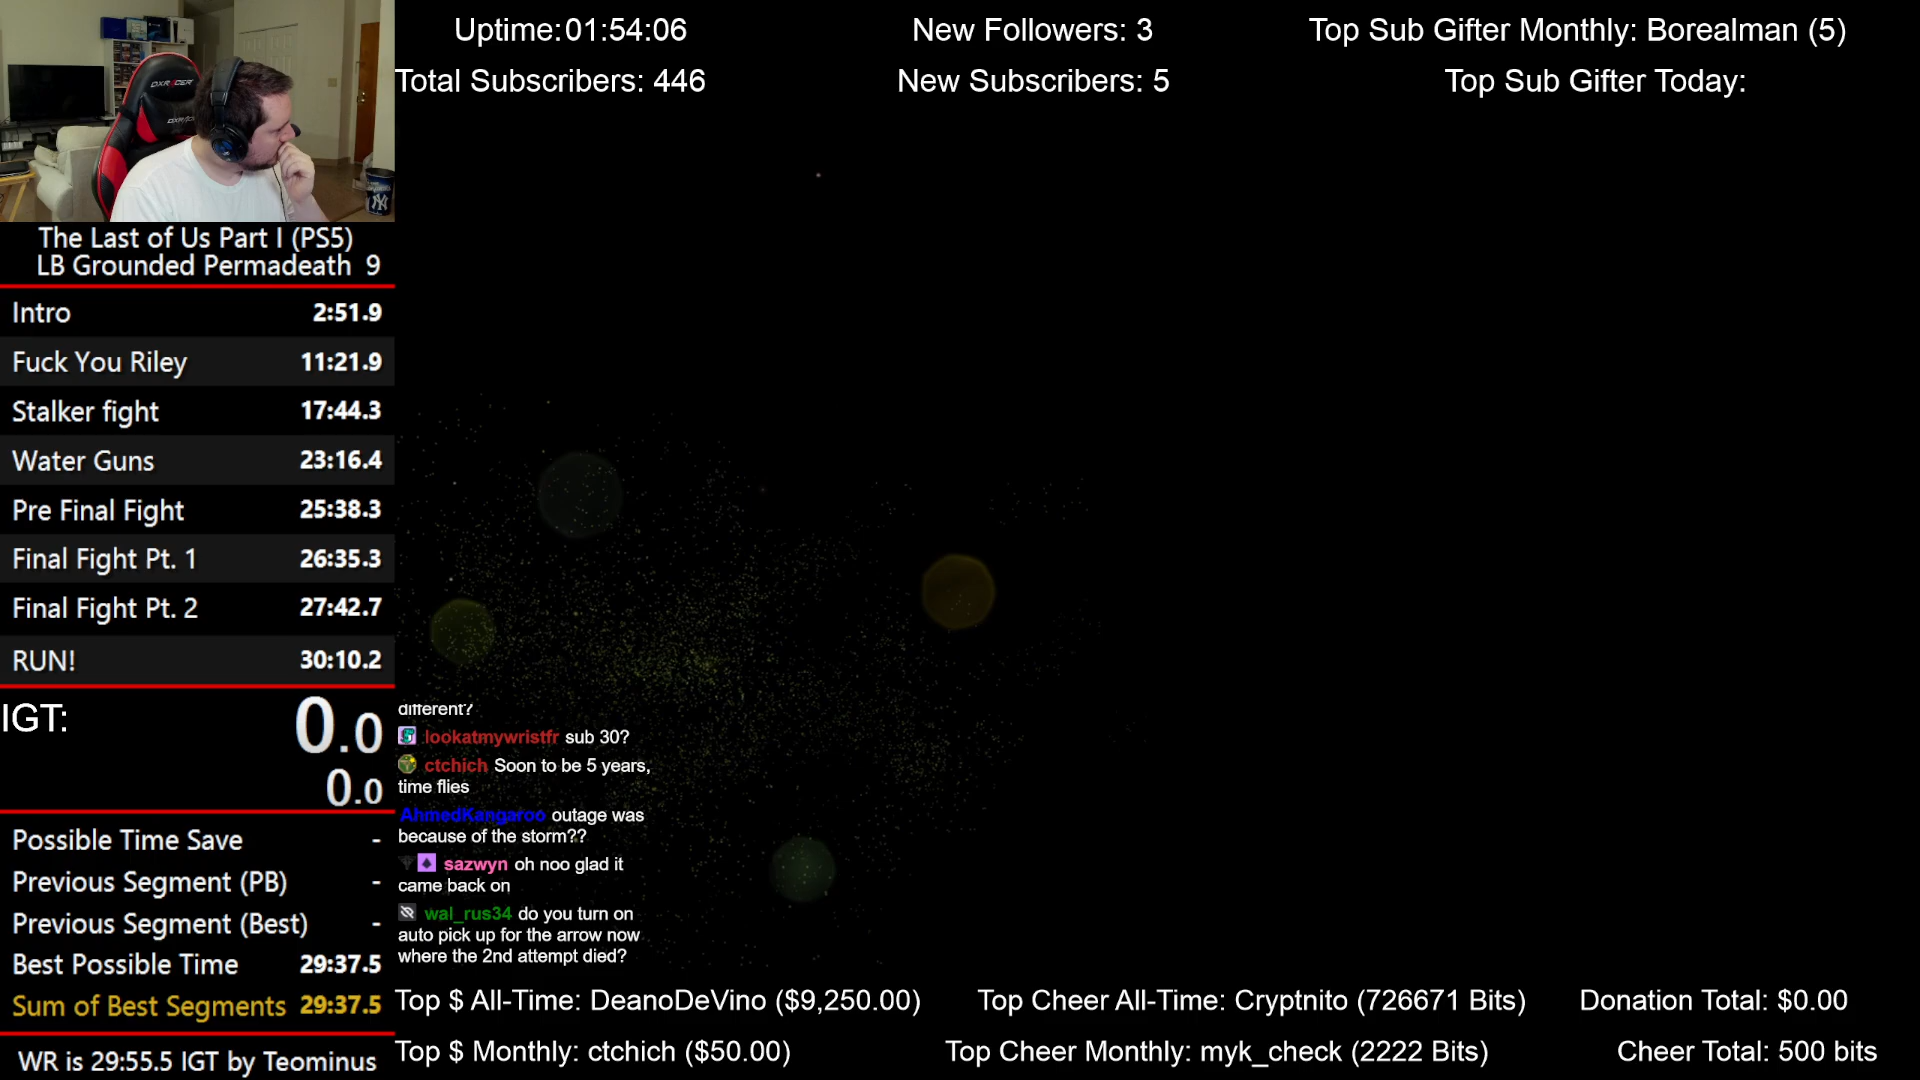 Uptime:01:54:06
New Followers: 3
Top Sub Gifter Monthly: Borealman (5)
Total Subscribers: 446
New Subscribers: 5
Top Sub Gifter Today:
DXRACER
The Last of Us Part I (PS5)
LB Grounded Permadeath 9
Intro 2:51.9
Fuck You Riley 11:21.9
Stalker fight 17:44.3
Water Guns 23:16.4
Pre Final Fight 25:38.3
Final Fight Pt. 1 26:35.3
Final Fight Pt. 2 27:42.7
RUN! 30:10.2
IGT: 0.0
0.0
Possible Time Save -
Previous Segment (PB) -
Previous Segment (Best) -
Best Possible Time 29:37.5
Sum of Best Segments 29:37.5
WR is 29:55.5 IGT by Teominus
different?
lookatmywristfr sub 30?
ctchich Soon to be 5 years,
time flies
AhmedKangaroo outage was
because of the storm??
sazwyn oh noo glad it
came back on
wal_rus34 do you turn on
auto pick up for the arrow now
where the 2nd attempt died?
Top $ All-Time: DeanoDeVino ($9,250.00)
Top Cheer All-Time: Cryptnito (726671 Bits)
Donation Total: $0.00
Top $ Monthly: ctchich ($50.00)
Top Cheer Monthly: myk_check (2222 Bits)
Cheer Total: 500 bits